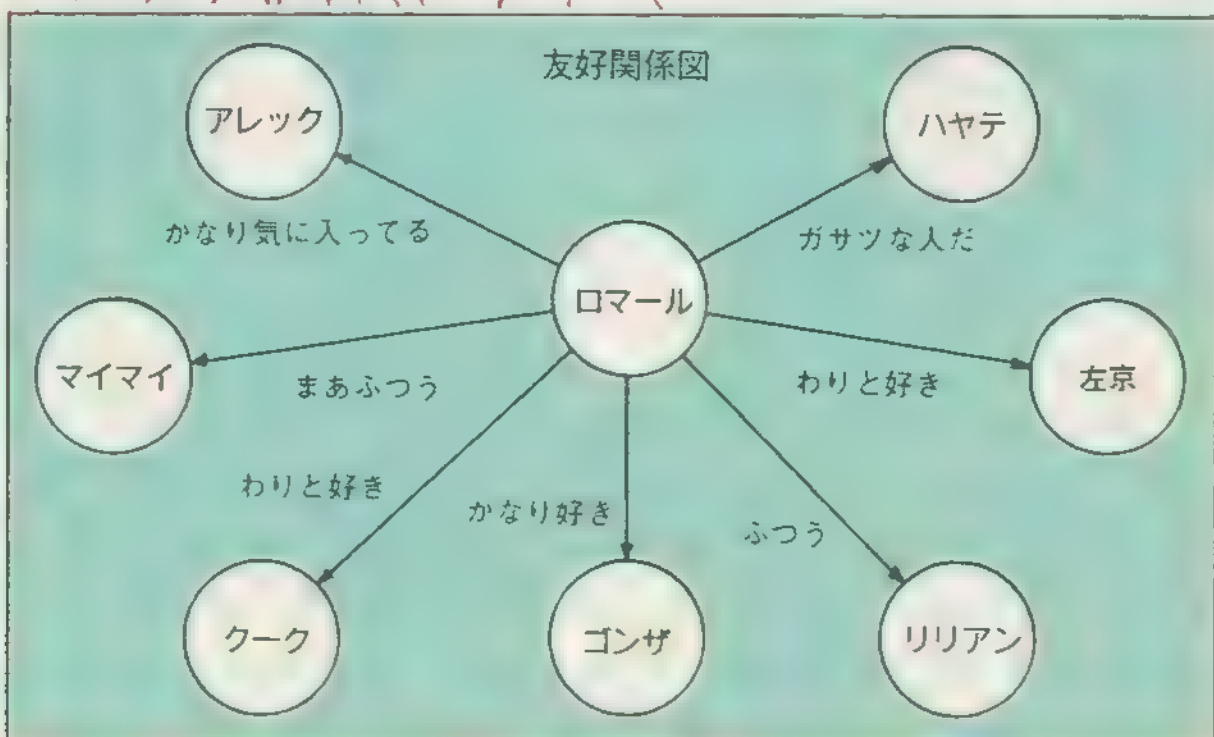 友好関係図
アレック
ハヤテ
かなり気に入ってる
ガサツな人だ
ロマール
マイマイ
まあふつう
わりと好き
左京
わりと好き
かなり好き
ふつう
クーク
ゴンザ
リリアン